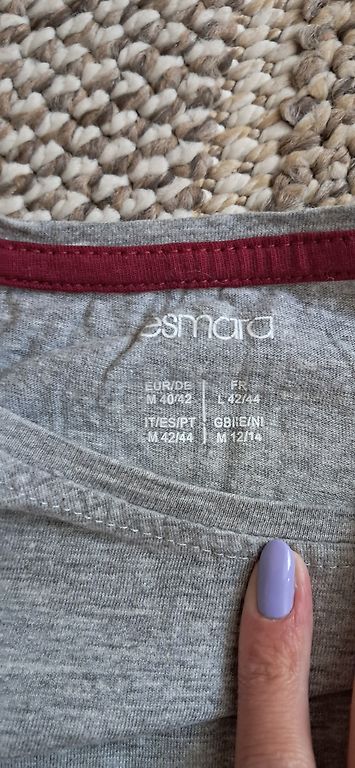 esmara
EUR/DE FR
M 40/42 L 42/44
IT/ES/PT GB/IE/NI
M 42/44 M 12/14